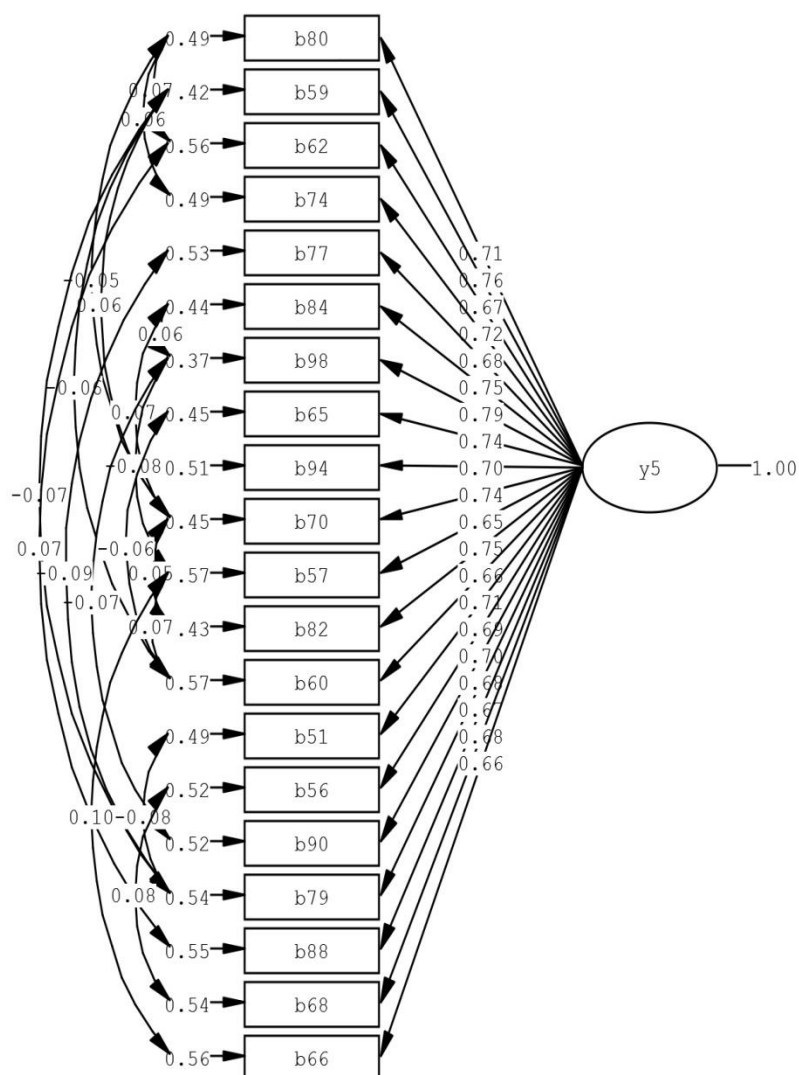 0.49 b80
0.07 .42 b59
0.06
0.56 b62
0.49 b74
0.53 b77 0.71
-0.05 0.76
0.06 0.44 b84 0.67
0.06 0.72
0.37 b98 0.68
-0.06 0.75
0.07 0.45 b65 0.79
0.74
-0.08 0.51 b94 0.70 y5 1.00
-0.07 0.74
0.45 b70 0.65
0.07 -0.06 0.75
-0.09 0.05 .57 b57 0.66
-0.07 0.71
0.07 .43 b82 0.69
0.70
0.57 b60 0.68
0.67
0.49 b51 0.68
0.66
0.52 b56
0.10 -0.08
0.52 b90
0.08 0.54 b79
0.55 b88
0.54 b68
0.56 b66